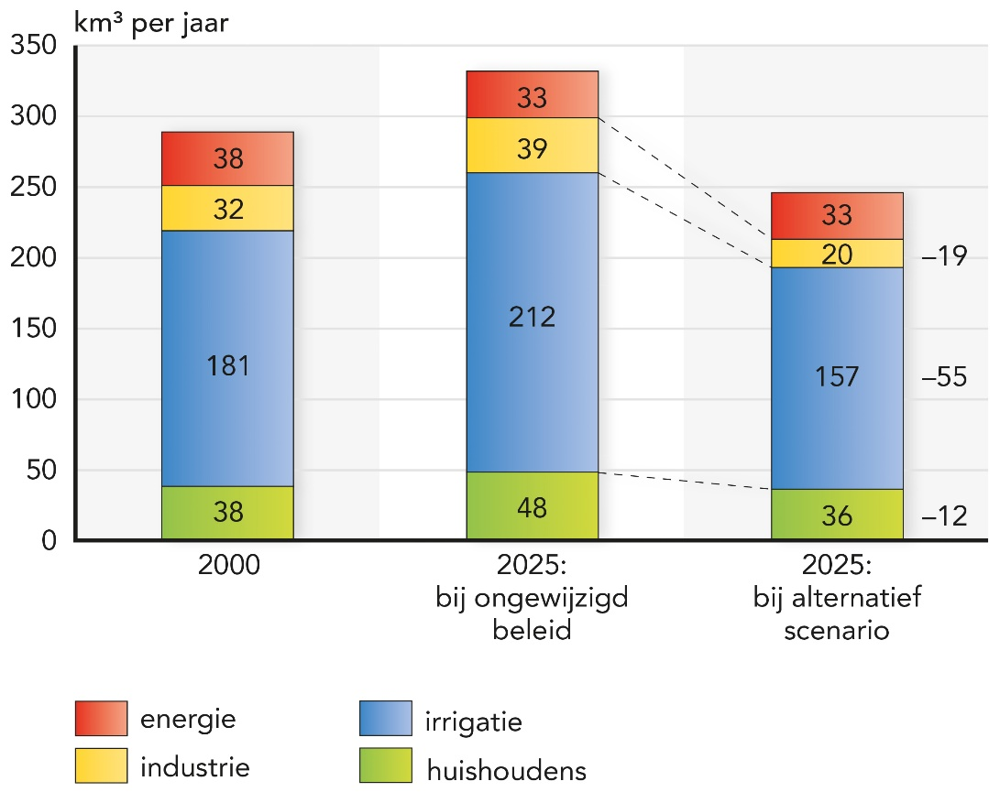 km³ per jaar
350
300
250
200
150
100
50
0
38
32
181
38
33
39
212
48
33
20
157
36
–19
–55
–12
2000
2025:
bij ongewijzigd
beleid
2025:
bij alternatief
scenario
energie
industrie
irrigatie
huishoudens